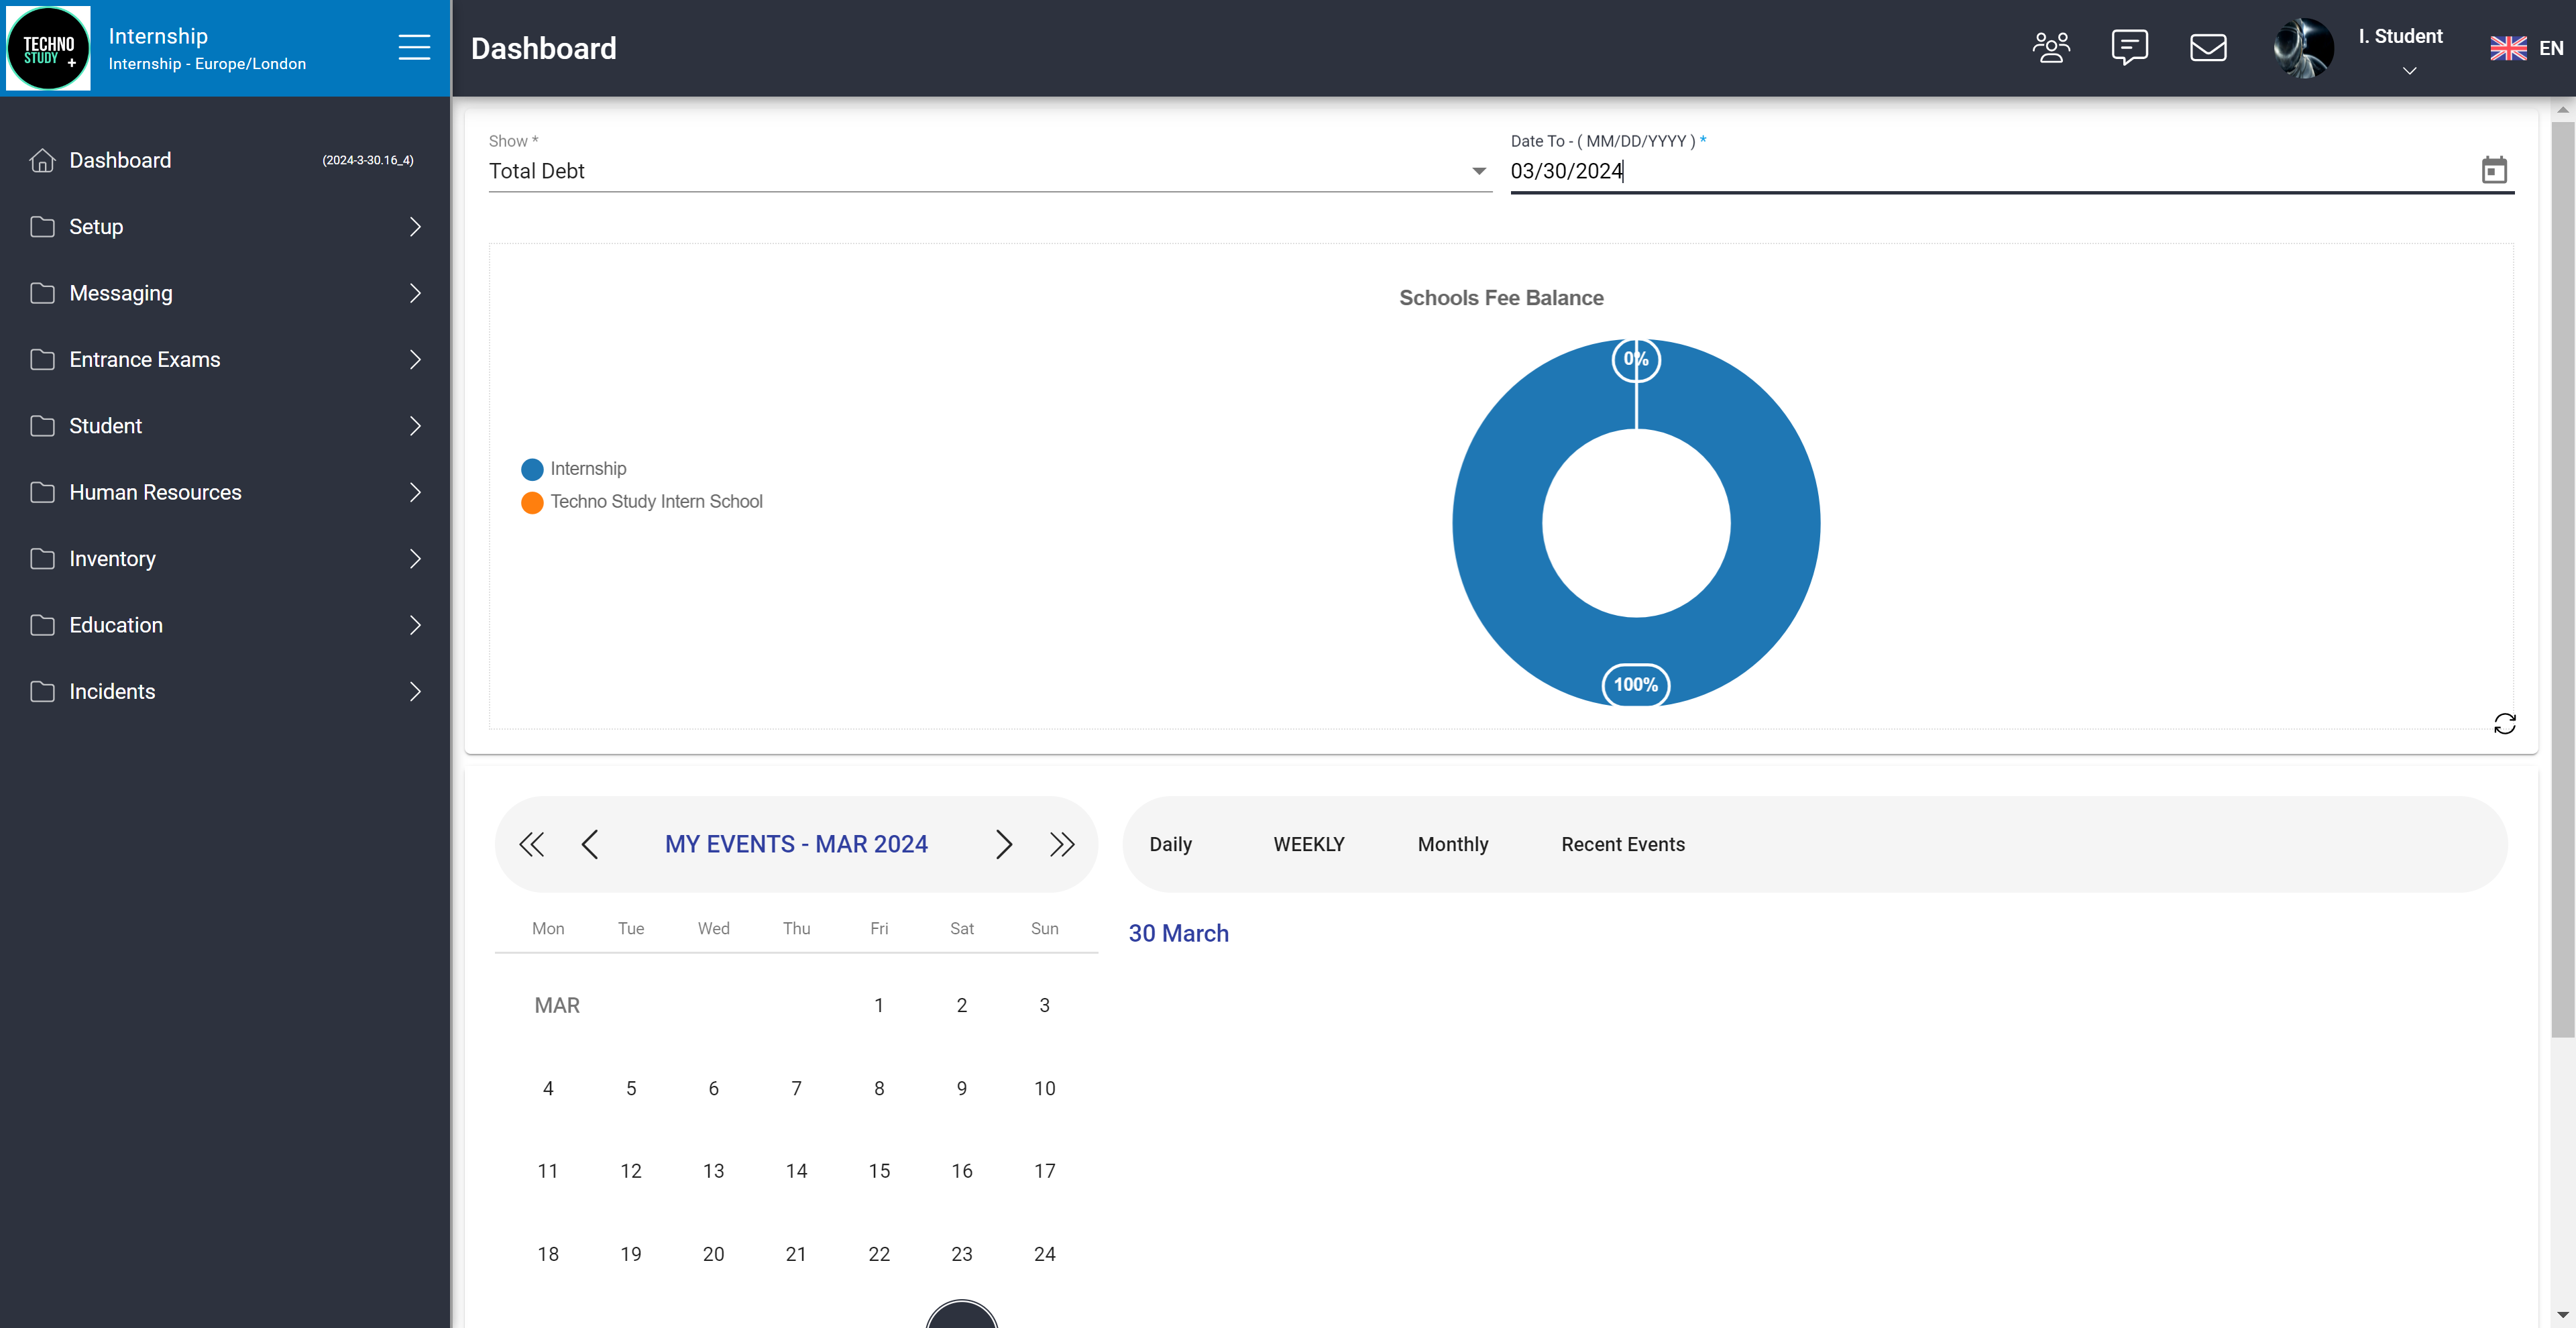 TECHNO
STUDY +
Internship
Internship - Europe/London
Dashboard
I. Student
EN
Dashboard
(2024-3-30.16_4)
Setup
Messaging
Entrance Exams
Student
Human Resources
Inventory
Education
Incidents
Show *
Total Debt
Date To - ( MM/DD/YYYY ) *
03/30/2024
Schools Fee Balance
0%
Internship
Techno Study Intern School
100%
MY EVENTS - MAR 2024
Daily WEEKLY Monthly Recent Events
Mon Tue Wed Thu Fri Sat Sun
30 March
MAR 1 2 3
4 5 6 7 8 9 10
11 12 13 14 15 16 17
18 19 20 21 22 23 24